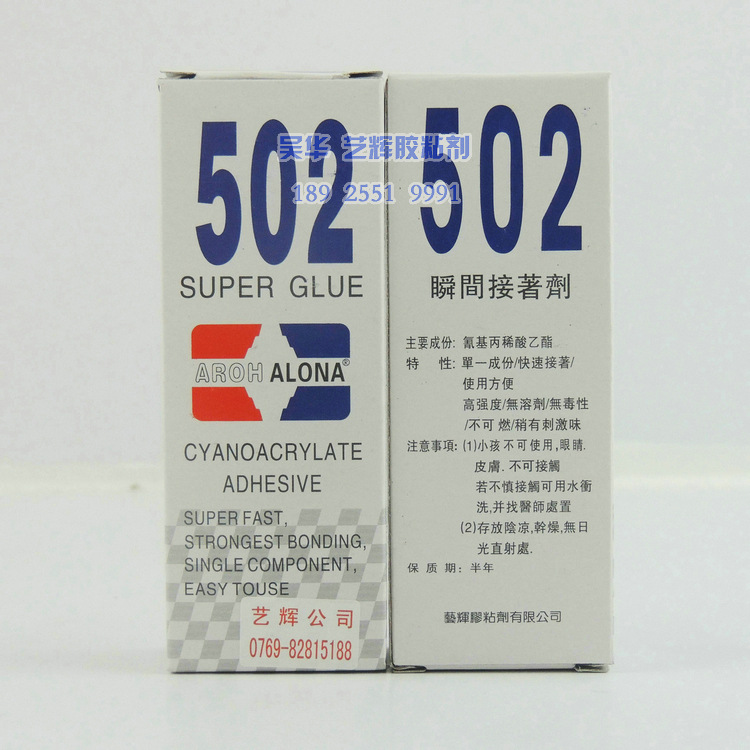 502
SUPER GLUE
AROH ALONA®
CYANOACRYLATE
ADHESIVE
SUPER FAST,
STRONGEST BONDING,
SINGLE COMPONENT,
EASY TOUSE
艺辉公司
0769-82815188
吴华 艺辉胶粘剂
189 2551 9991
502
瞬間接著劑
主要成份: 氰基丙稀酸乙酯
特 性: 單一成份/快速接著/
使用方便
高强度/無溶劑/無毒性
/不可燃/稍有刺激味
注意事項: (1)小孩不可使用,眼睛.
皮膚. 不可接觸
若不慎接觸可用水衝
洗,并找醫師處置
(2)存放陰凉,幹燥,無日
光直射處.
保 质 期: 半年
藝輝膠粘劑有限公司